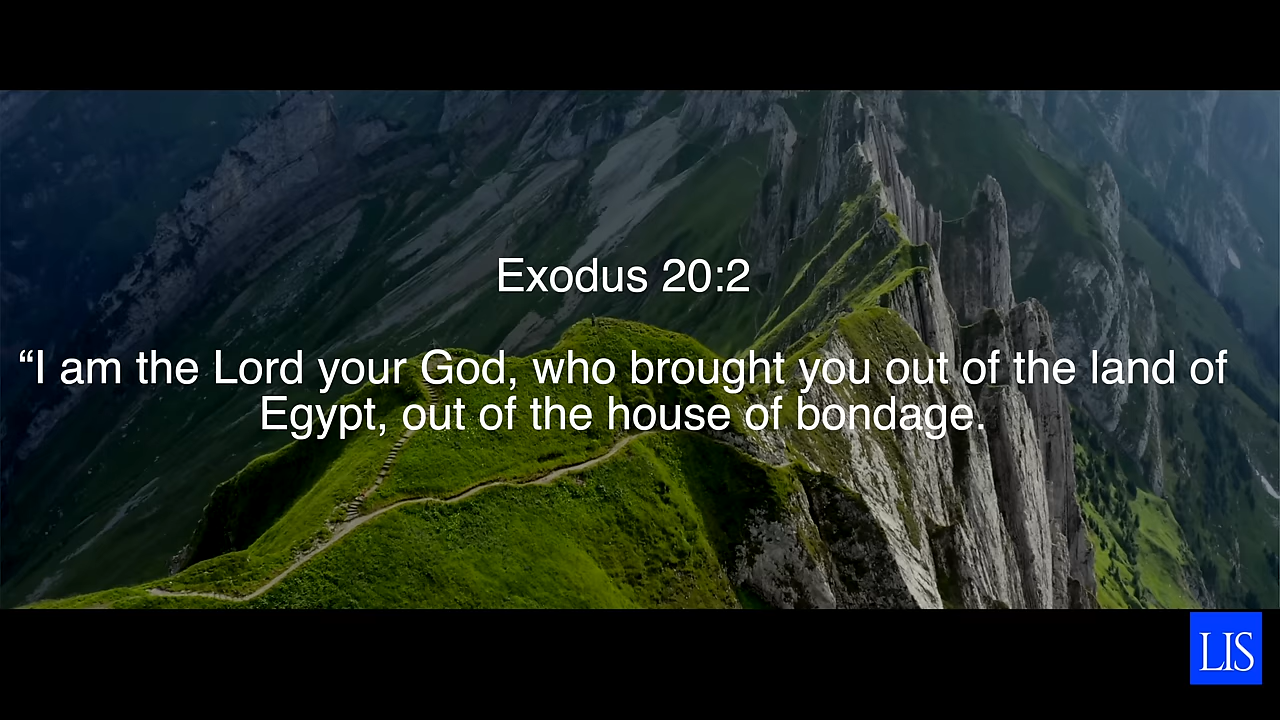 Exodus 20:2
“I am the Lord your God, who brought you out of the land of
Egypt, out of the house of bondage.
LIS